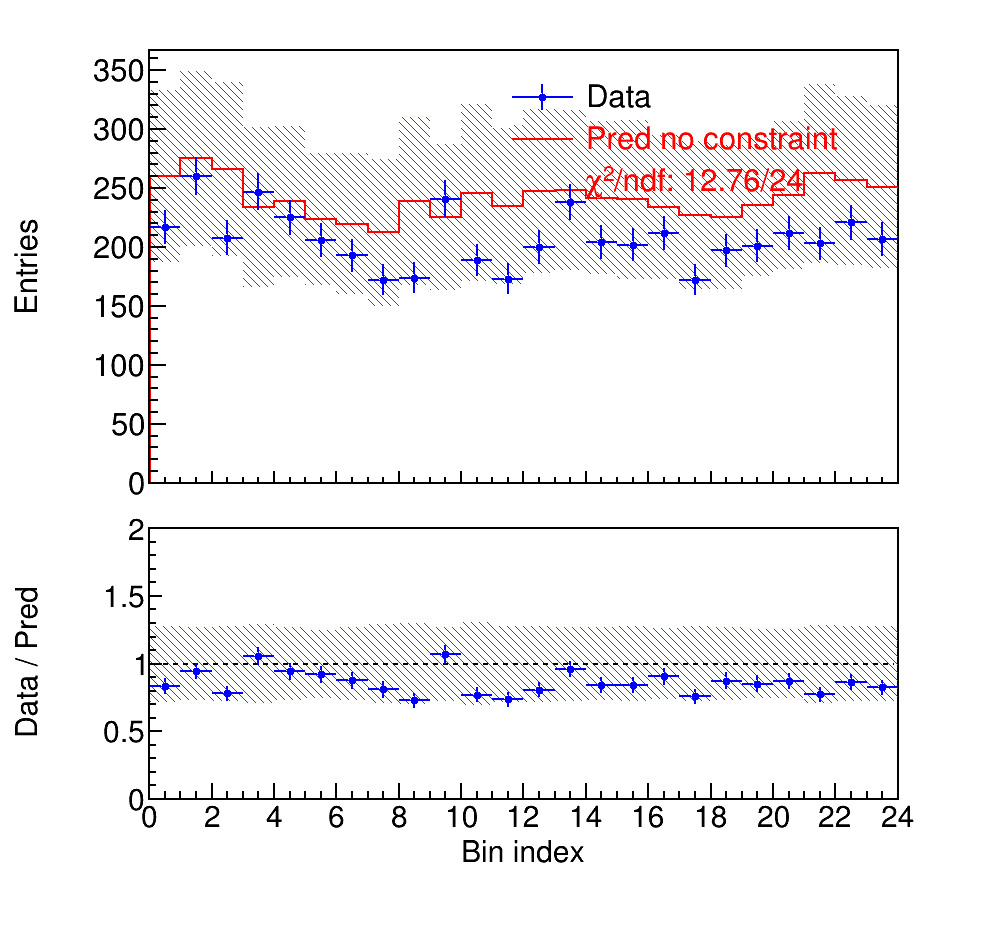 350
300
250
200
150
100
50
0
Entries
Data
Pred no constraint
χ²/ndf: 12.76/24
2
1.5
1
0.5
0
Data / Pred
0 2 4 6 8 10 12 14 16 18 20 22 24
Bin index